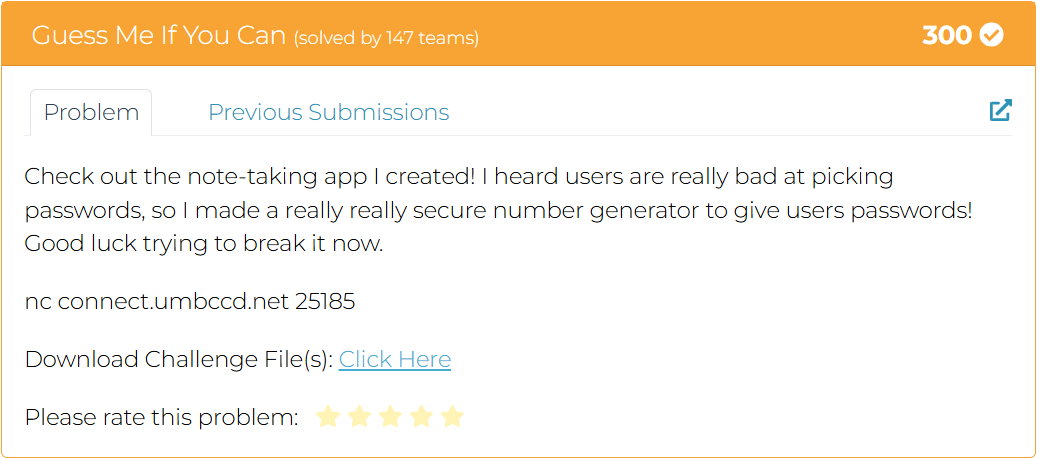 Guess Me If You Can (solved by 147 teams) 300
Problem Previous Submissions
Check out the note-taking app I created! I heard users are really bad at picking
passwords, so I made a really really secure number generator to give users passwords!
Good luck trying to break it now.
nc connect.umbccd.net 25185
Download Challenge File(s): Click Here
Please rate this problem: